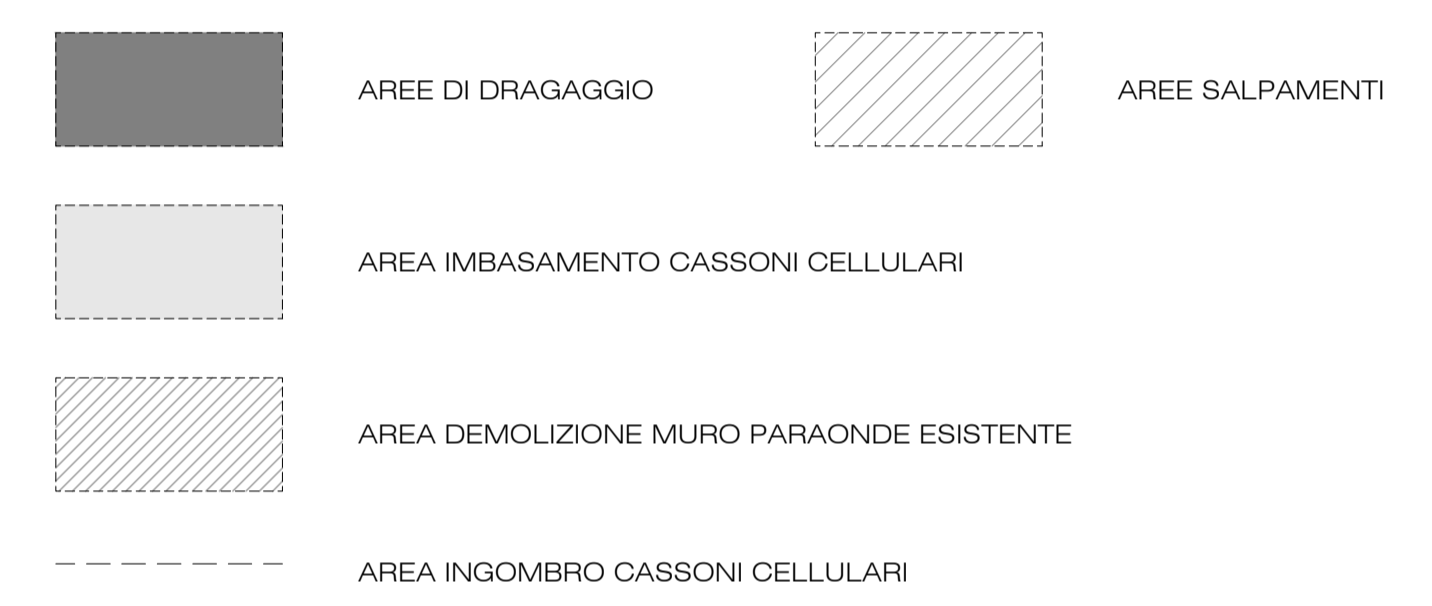 AREE DI DRAGAGGIO
AREE SALPAMENTI
AREA IMBASAMENTO CASSONI CELLULARI
AREA DEMOLIZIONE MURO PARAONDE ESISTENTE
AREA INGOMBRO CASSONI CELLULARI